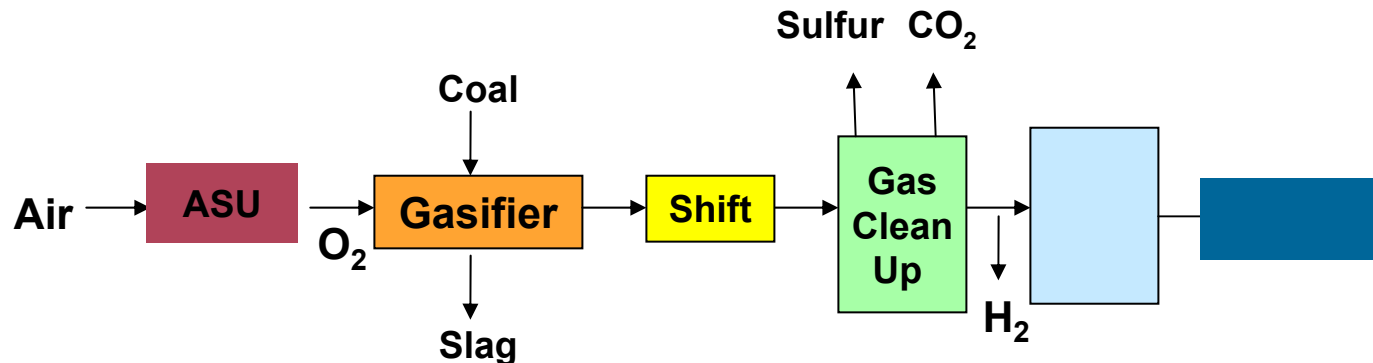 Sulfur CO₂
Coal
Air
ASU
O₂
Gasifier
Shift
Gas
Clean
Up
H₂
Slag